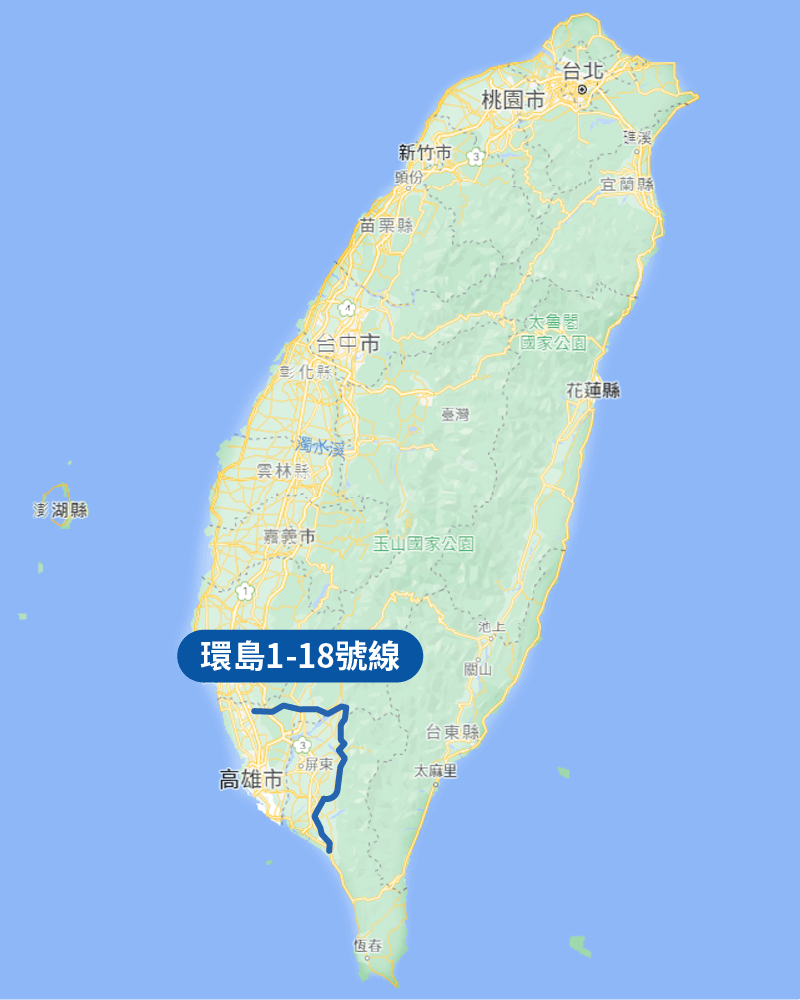 台北
桃園市
礁溪
新竹市
3
頭份
宜蘭縣
苗栗縣
4
太魯閣
國家公園
台中市
彰化縣
花蓮縣
臺灣
濁水溪
雲林縣
澎湖縣
嘉義市
玉山國家公園
1
池上
環島1-18號線
關山
台東縣
3
屏東
太麻里
高雄市
恆春